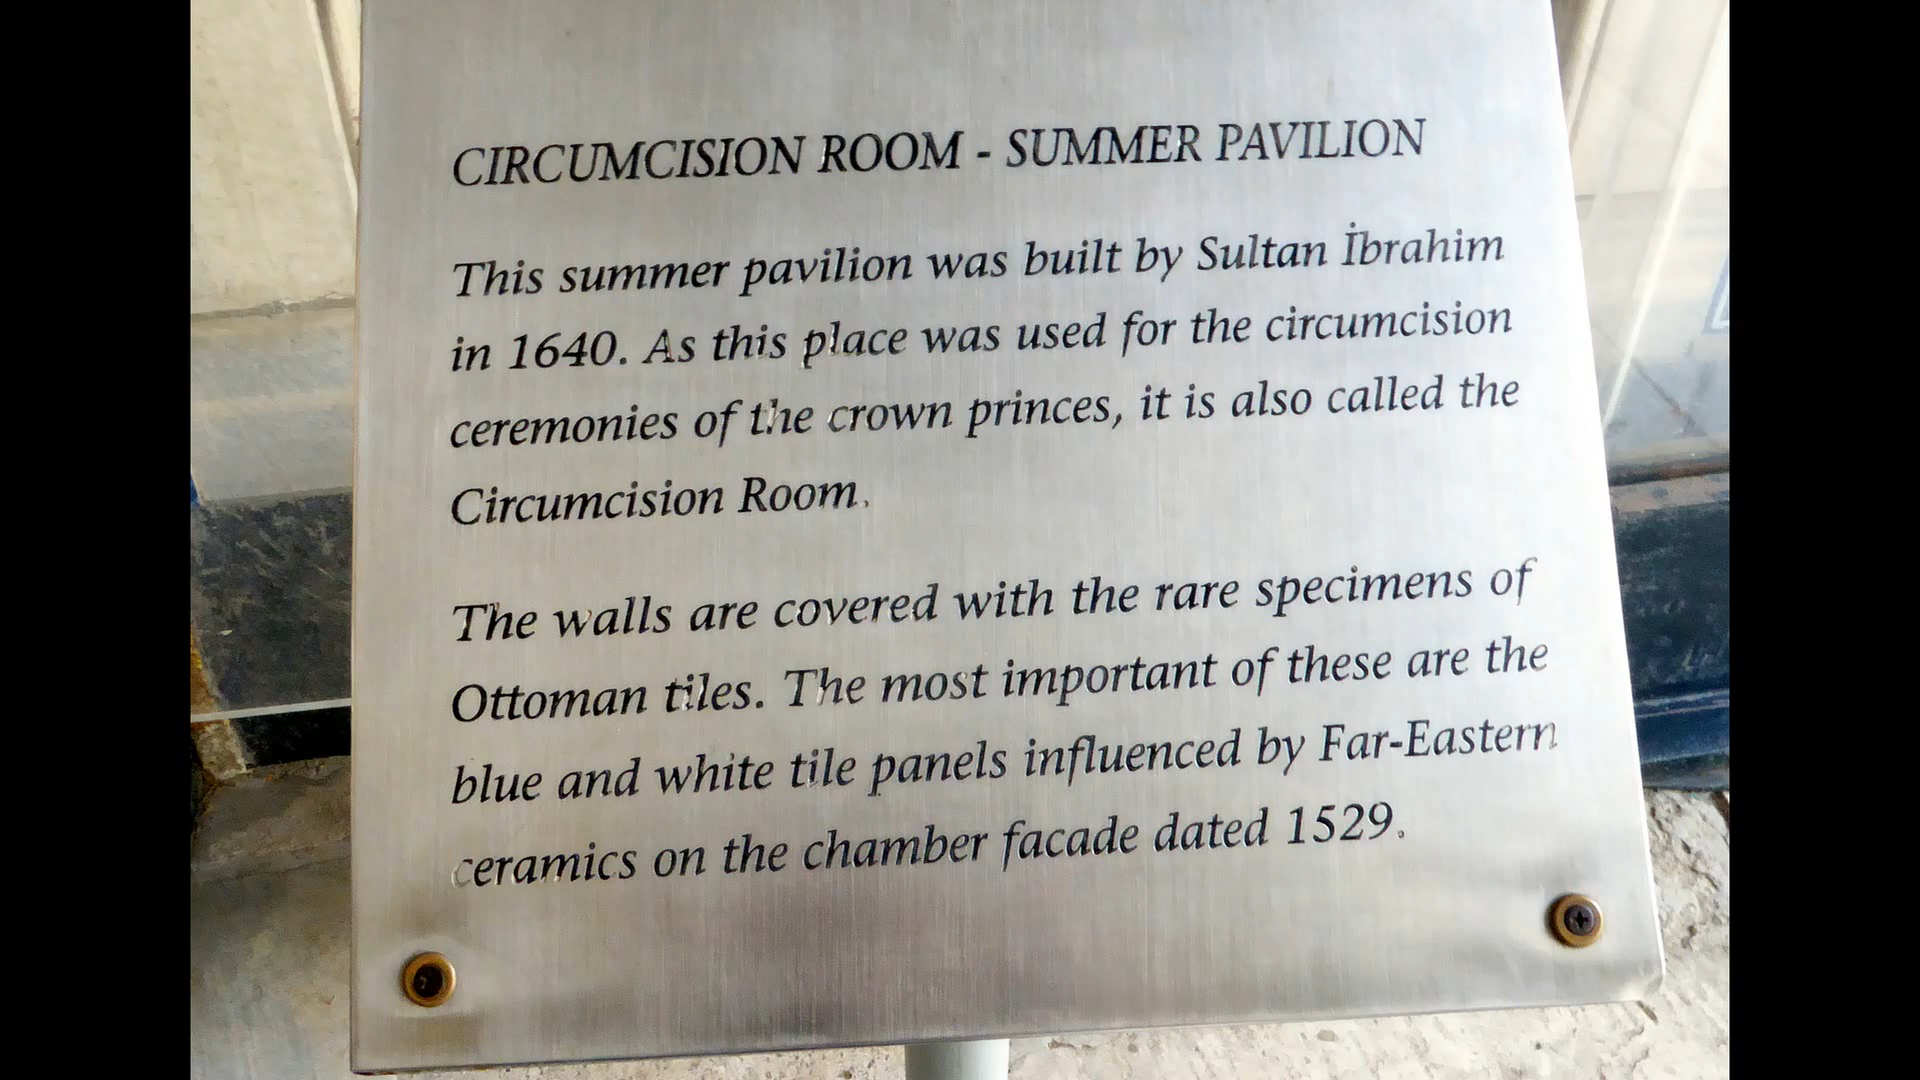 CIRCUMCISION ROOM - SUMMER PAVILION
This summer pavilion was built by Sultan İbrahim
in 1640. As this place was used for the circumcision
ceremonies of the crown princes, it is also called the
Circumcision Room.
The walls are covered with the rare specimens of
Ottoman tiles. The most important of these are the
blue and white tile panels influenced by Far-Eastern
ceramics on the chamber facade dated 1529.